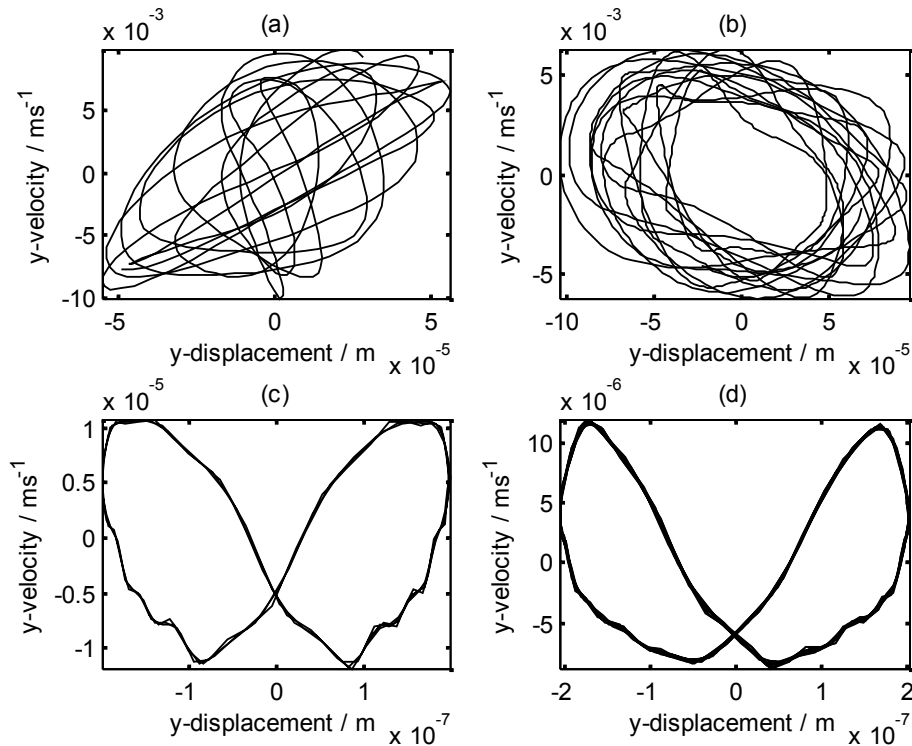 (a)
x 10^-3
y-velocity / ms^-1
5
0
-5
-10
-5 0 5
y-displacement / m
x 10^-5
(b)
x 10^-3
y-velocity / ms^-1
5
0
-5
-10 -5 0 5
y-displacement / m
x 10^-5
(c)
x 10^-5
y-velocity / ms^-1
1
0.5
0
-0.5
-1
-1 0 1
y-displacement / m
x 10^-7
(d)
x 10^-6
y-velocity / ms^-1
10
5
0
-5
-2 -1 0 1 2
y-displacement / m
x 10^-7